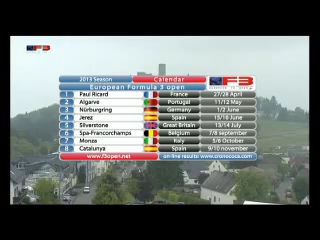 F3
2013 Season Calendar F3
European Formula 3 open
1 Paul Ricard France 27/28 April
2 Algarve Portugal 11/12 May
3 Nürburgring Germany 1/2 June
4 Jerez Spain 15/16 June
5 Silverstone Great Britain 13/14 July
6 Spa-Francorchamps Belgium 7/8 september
7 Monza Italy 5/6 October
8 Catalunya Spain 9/10 november
www.f3open.net on-line results: www.cronococa.com